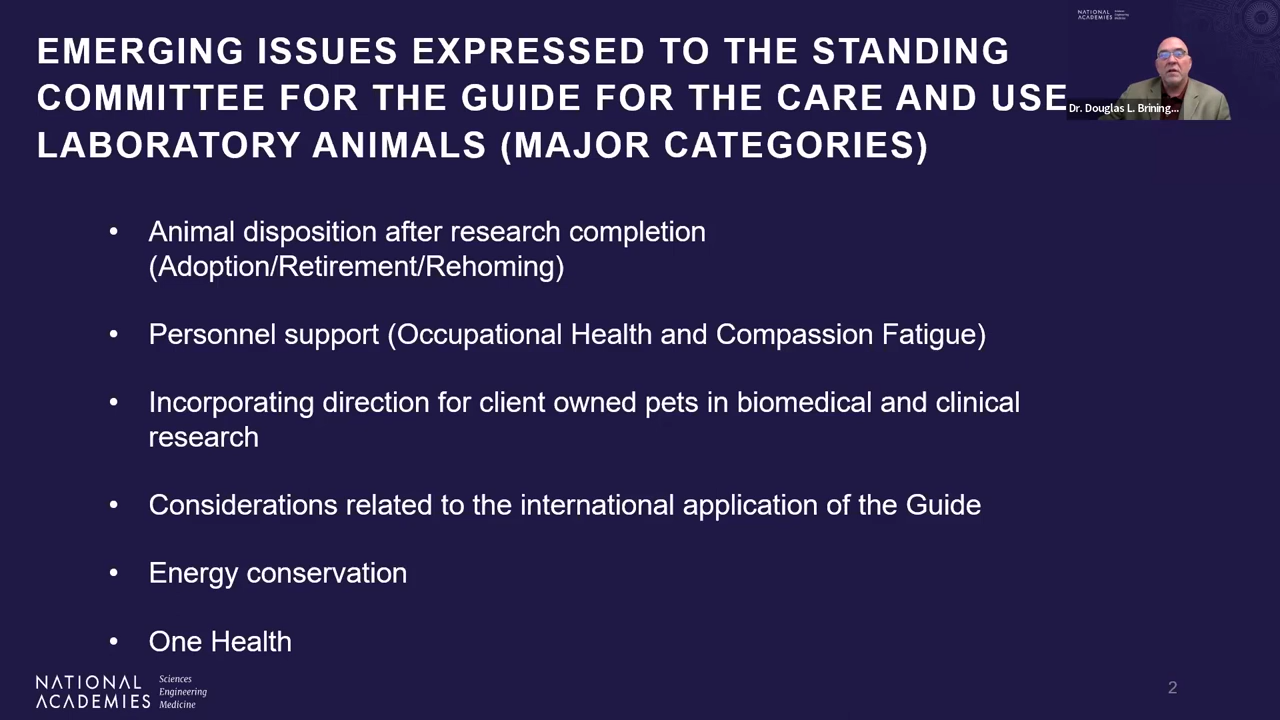 EMERGING ISSUES EXPRESSED TO THE STANDING
COMMITTEE FOR THE GUIDE FOR THE CARE AND USE
LABORATORY ANIMALS (MAJOR CATEGORIES)
NATIONAL ACADEMIES
Sciences
Engineering
Medicine
Dr. Douglas L. Brining...
• Animal disposition after research completion
(Adoption/Retirement/Rehoming)
• Personnel support (Occupational Health and Compassion Fatigue)
• Incorporating direction for client owned pets in biomedical and clinical
research
• Considerations related to the international application of the Guide
• Energy conservation
• One Health
NATIONAL
ACADEMIES
Sciences
Engineering
Medicine
2